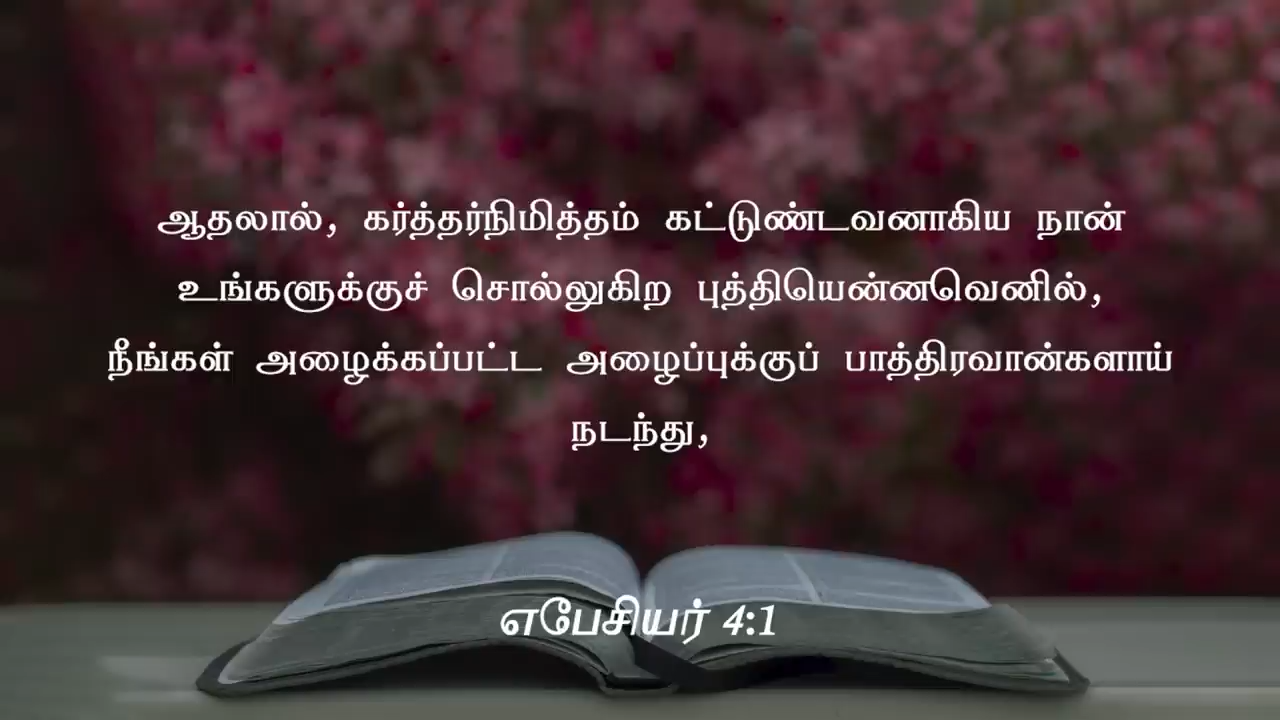 ஆதலால், கர்த்தர்நிமித்தம் கட்டுண்டவனாகிய நான்
உங்களுக்குச் சொல்லுகிற புத்தியென்னவெனில்,
நீங்கள் அழைக்கப்பட்ட அழைப்புக்குப் பாத்திரவான்களாய்
நடந்து,
எபேசியர் 4:1